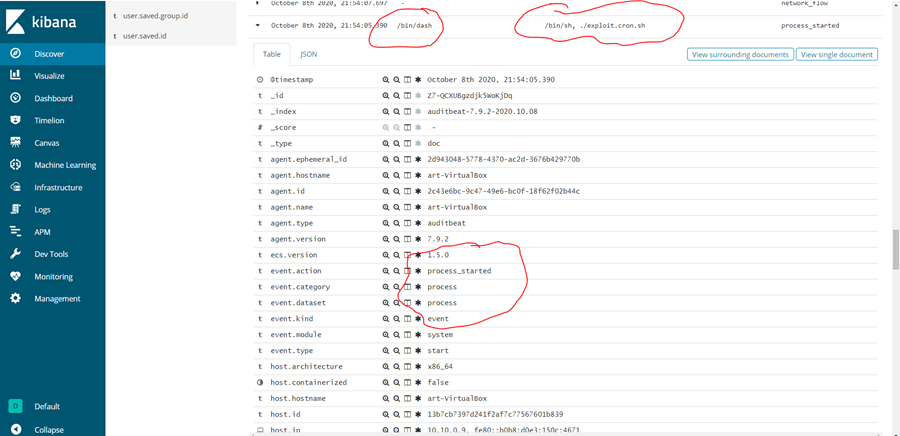 kibana
Discover
Visualize
Dashboard
Timelion
Canvas
Machine Learning
Infrastructure
Logs
APM
Dev Tools
Monitoring
Management
D Default
Collapse
t user.saved.group.id
t user.saved.id
October 8th 2020, 21:54:07.697 - - network_flow
October 8th 2020, 21:54:05.390 /bin/dash /bin/sh, ./exploit.cron.sh process_started
Table JSON View surrounding documents View single document
@timestamp October 8th 2020, 21:54:05.390
t _id Z7-QCXUBgzdjk5WoKjDq
t _index auditbeat-7.9.2-2020.10.08
# _score -
t _type doc
t agent.ephemeral_id 2d943048-5778-4370-ac2d-3676b429770b
t agent.hostname art-VirtualBox
t agent.id 2c43e6bc-9c47-49e6-bc0f-18f62f02b44c
t agent.name art-VirtualBox
t agent.type auditbeat
t agent.version 7.9.2
t ecs.version 1.5.0
t event.action process_started
t event.category process
t event.dataset process
t event.kind event
t event.module system
t event.type start
t host.architecture x86_64
host.containerized false
t host.hostname art-VirtualBox
t host.id 13b7cb7397d241f2af7c77567601b839
host.ip 10.10.0.9, fe80::b0b8:d0e3:150c:4671